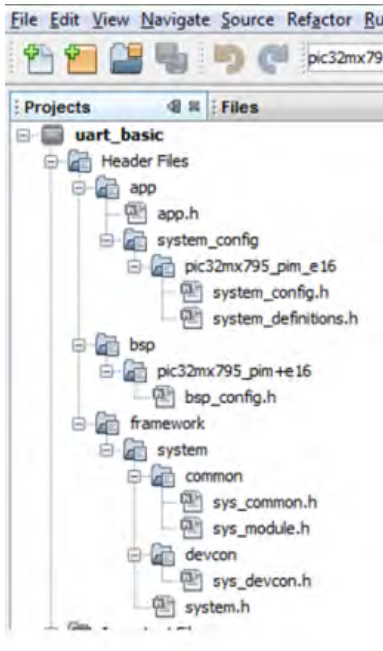 File Edit View Navigate Source Refactor Ru
pic32mx79
Projects Files
uart_basic
Header Files
app
app.h
system_config
pic32mx795_pim_e16
system_config.h
system_definitions.h
bsp
pic32mx795_pim+e16
bsp_config.h
framework
system
common
sys_common.h
sys_module.h
devcon
sys_devcon.h
system.h